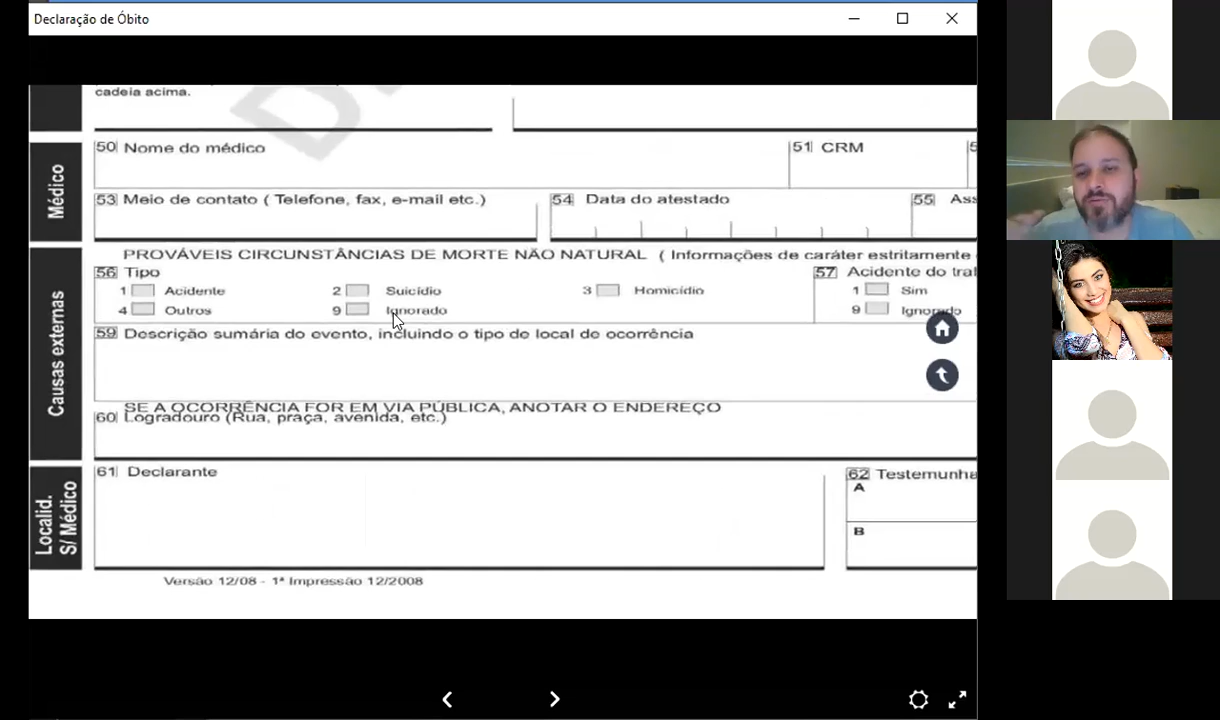 Declaração de Óbito
cadeia acima.
Médico
50 Nome do médico
51 CRM
53 Meio de contato ( Telefone, fax, e-mail etc.)
54 Data do atestado
55
Causas externas
PROVÁVEIS CIRCUNSTÂNCIAS DE MORTE NÃO NATURAL ( Informações de caráter estritamente
56 Tipo
57 Acidente do
1 Acidente 2 Suicídio 3 Homicídio
1 Sim
4 Outros 9 Ignorado
9 Ignorado
59 Descrição sumária do evento, incluindo o tipo de local de ocorrência
SE A OCORRÊNCIA FOR EM VIA PÚBLICA, ANOTAR O ENDEREÇO
60 Logradouro (Rua, praça, avenida, etc.)
Localid.
S/ Médico
61 Declarante
62 Testemunha
A
B
Versão 12/08 - 1ª Impressão 12/2008